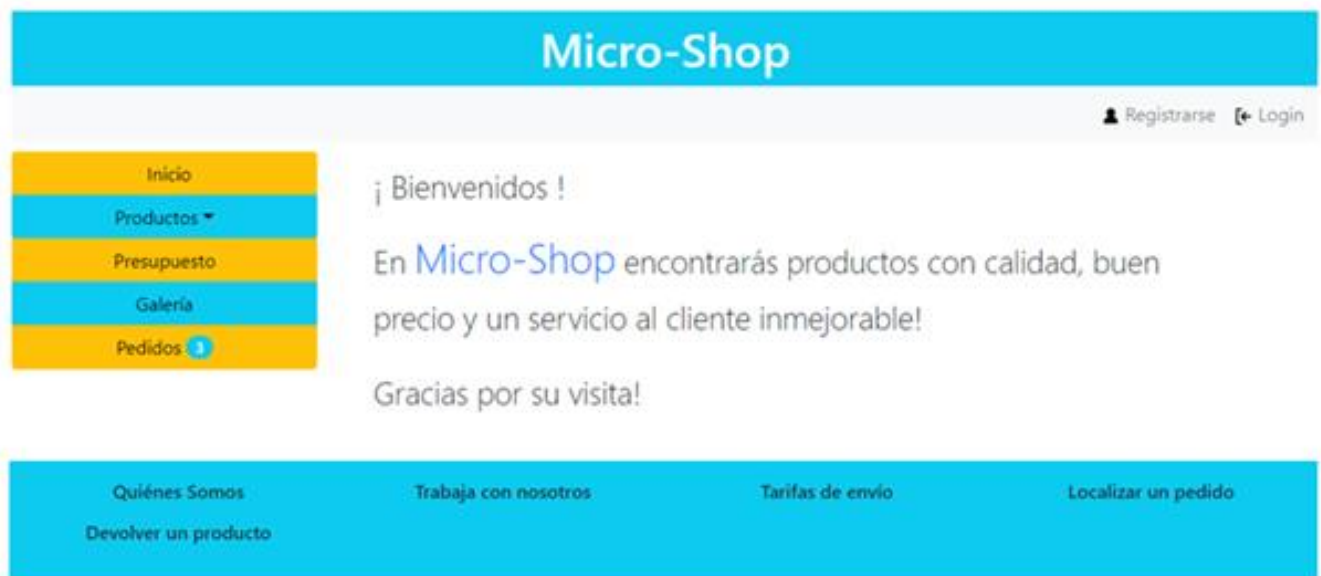 Micro-Shop
Registrarse Login
Inicio
Productos
Presupuesto
Galería
Pedidos 3
¡ Bienvenidos !
En Micro-Shop encontrarás productos con calidad, buen
precio y un servicio al cliente inmejorable!
Gracias por su visita!
Quiénes Somos Trabaja con nosotros Tarifas de envío Localizar un pedido
Devolver un producto